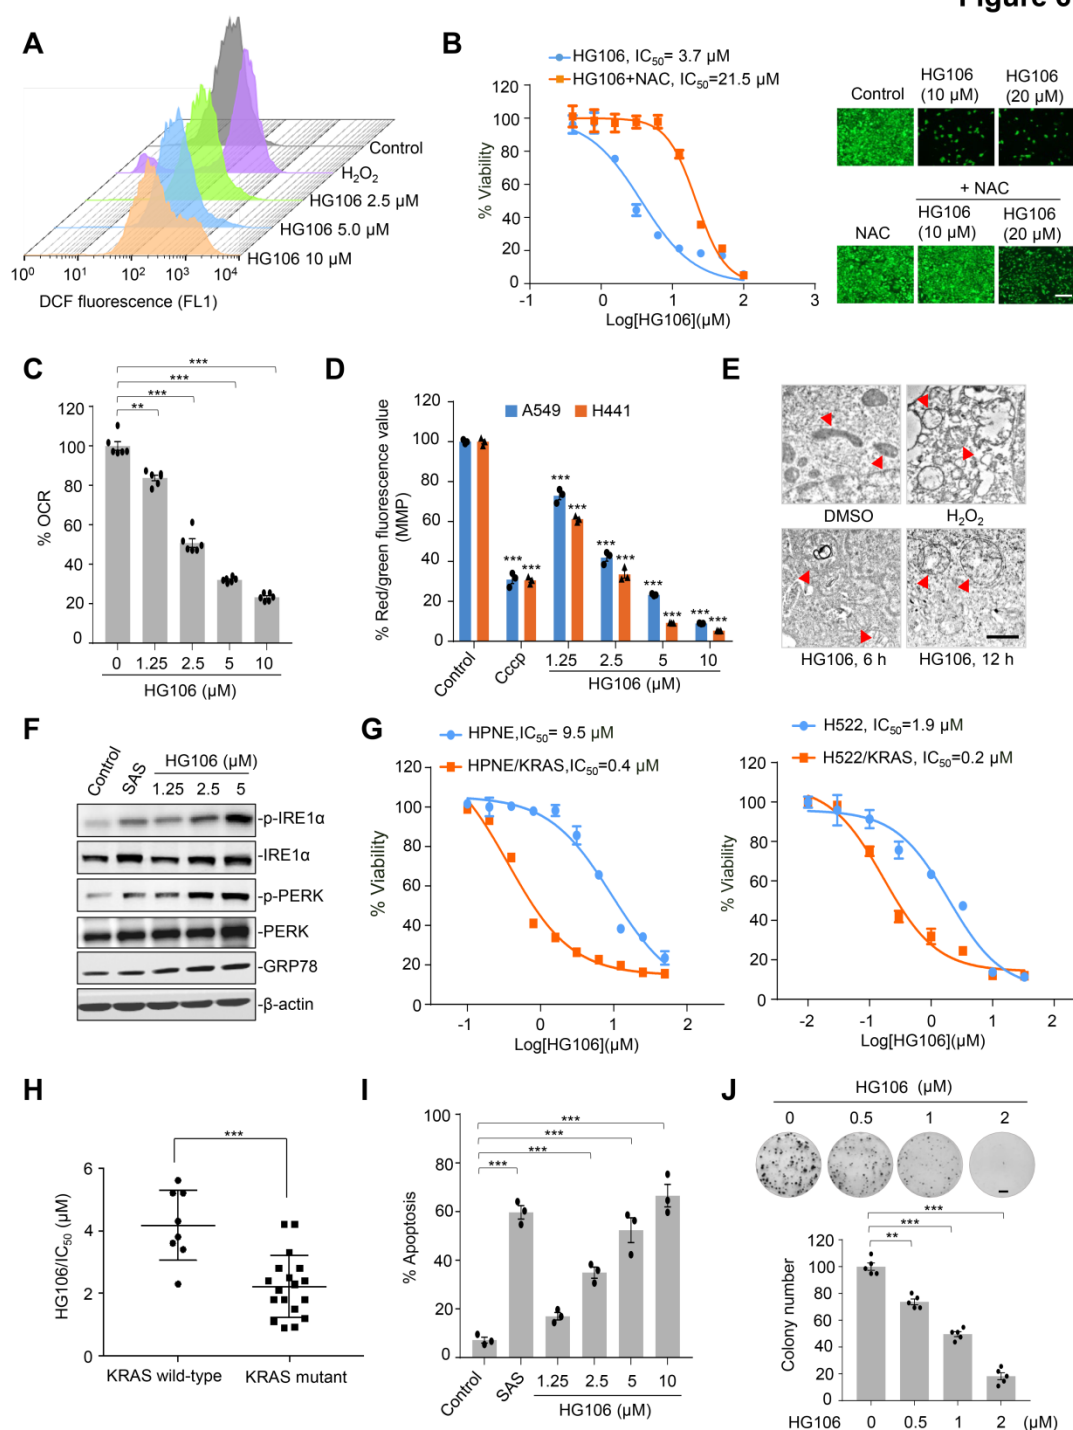 Figure 6
A
Control
H₂O₂
HG106 2.5 µM
HG106 5.0 µM
HG106 10 µM
10⁰ 10¹ 10² 10³ 10⁴
DCF fluorescence (FL1)
B
HG106, IC₅₀= 3.7 µM
HG106+NAC, IC₅₀=21.5 µM
% Viability
120
100
80
60
40
20
0
-1 0 1 2 3
Log[HG106](µM)
Control
HG106 (10 µM)
HG106 (20 µM)
+ NAC
NAC
HG106 (10 µM)
HG106 (20 µM)
C
***
***
***
**
% OCR
120
100
80
60
40
20
0
0 1.25 2.5 5 10
HG106 (µM)
D
A549 H441
% Red/green fluorescence value
(MMP)
120
100
80
60
40
20
0
*** *** *** *** *** *** *** *** *** ***
Control Cccp 1.25 2.5 5 10
HG106 (µM)
E
DMSO H₂O₂
HG106, 6 h HG106, 12 h
F
Control SAS
HG106 (µM)
1.25 2.5 5
-p-IRE1α
-IRE1α
-p-PERK
-PERK
-GRP78
-β-actin
G
HPNE,IC₅₀= 9.5 µM
HPNE/KRAS,IC₅₀=0.4 µM
% Viability
120
100
80
60
40
20
0
-1 0 1 2
Log[HG106](µM)
H522, IC₅₀=1.9 µM
H522/KRAS, IC₅₀=0.2 µM
% Viability
120
100
80
60
40
20
0
-2 -1 0 1 2
Log[HG106](µM)
H
***
HG106/IC₅₀ (µM)
6
4
2
0
KRAS wild-type KRAS mutant
I
***
***
***
***
% Apoptosis
100
80
60
40
20
0
Control SAS 1.25 2.5 5 10
HG106 (µM)
J
HG106 (µM)
0 0.5 1 2
***
***
**
Colony number
120
100
80
60
40
20
0
HG106 0 0.5 1 2 (µM)